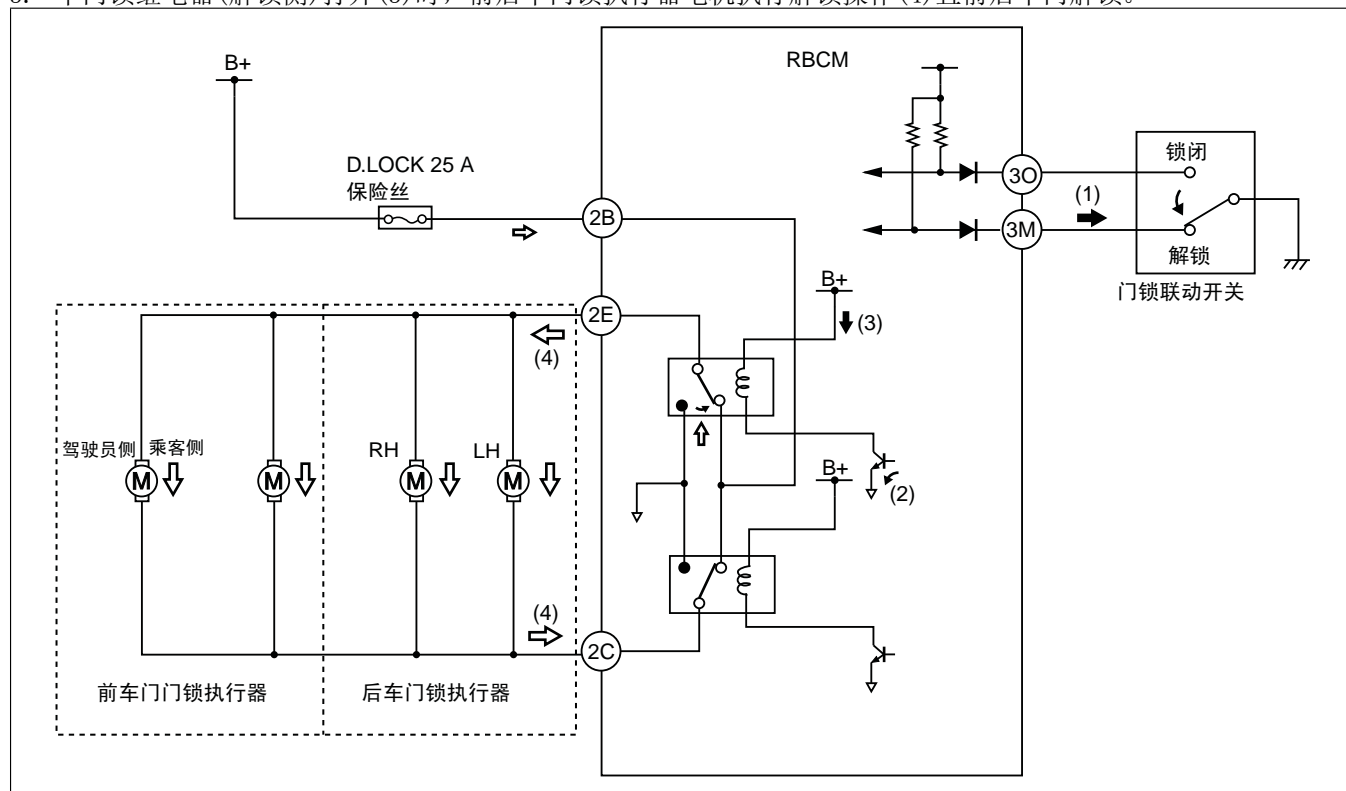 RBCM
B+
D.LOCK 25 A
保险丝
锁闭
3O
(1)
2B
3M
解锁
门锁联动开关
B+
2E
(3)
(4)
驾驶员侧
乘客侧
RH
LH
M
M
M
M
B+
(2)
(4)
2C
前车门门锁执行器
后车门锁执行器